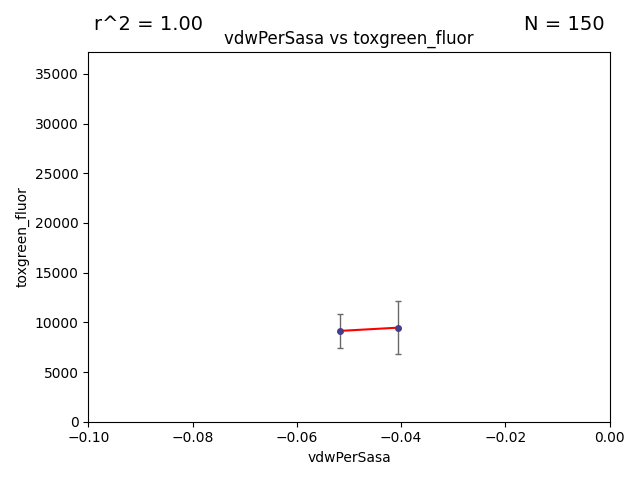 r^2 = 1.00
N = 150
vdwPerSasa vs toxgreen_fluor
35000
30000
25000
20000
15000
10000
5000
0
toxgreen_fluor
−0.10
−0.08
−0.06
−0.04
−0.02
0.00
vdwPerSasa